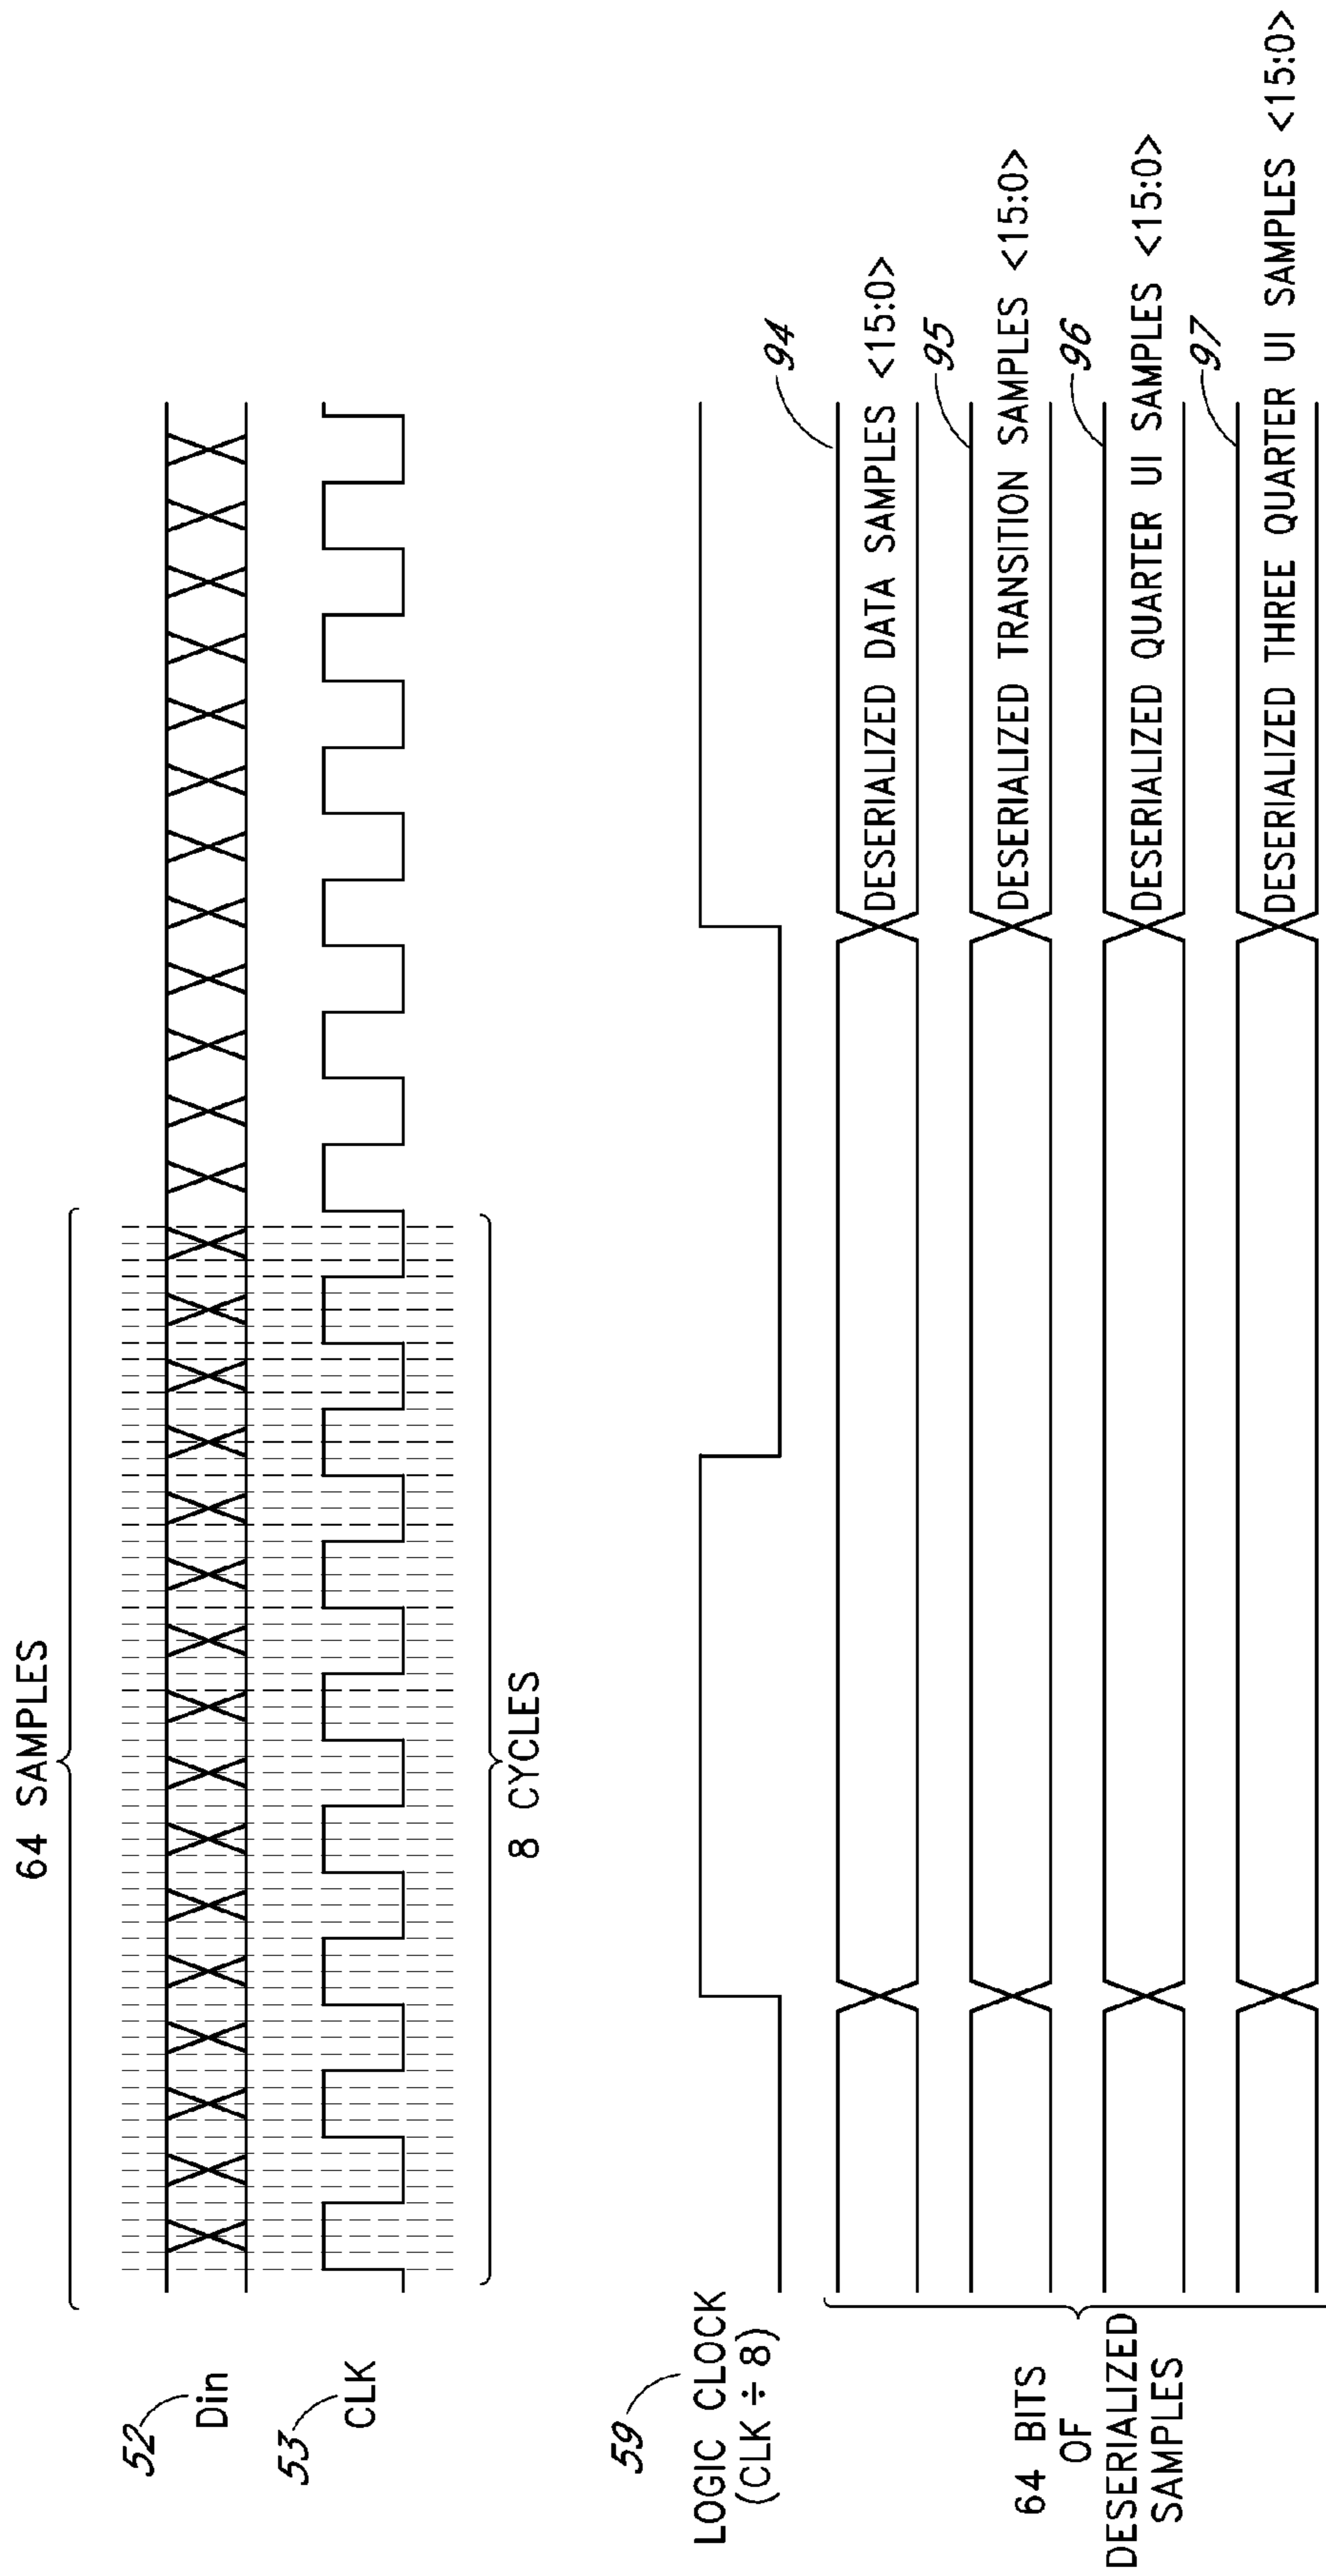 64 SAMPLES
52
Din
53
CLK
8 CYCLES
59
LOGIC CLOCK
(CLK ÷ 8)
94
DESERIALIZED DATA SAMPLES <15:0>
95
DESERIALIZED TRANSITION SAMPLES <15:0>
96
DESERIALIZED QUARTER UI SAMPLES <15:0>
97
DESERIALIZED THREE QUARTER UI SAMPLES <15:0>
64 BITS
OF
DESERIALIZED
SAMPLES